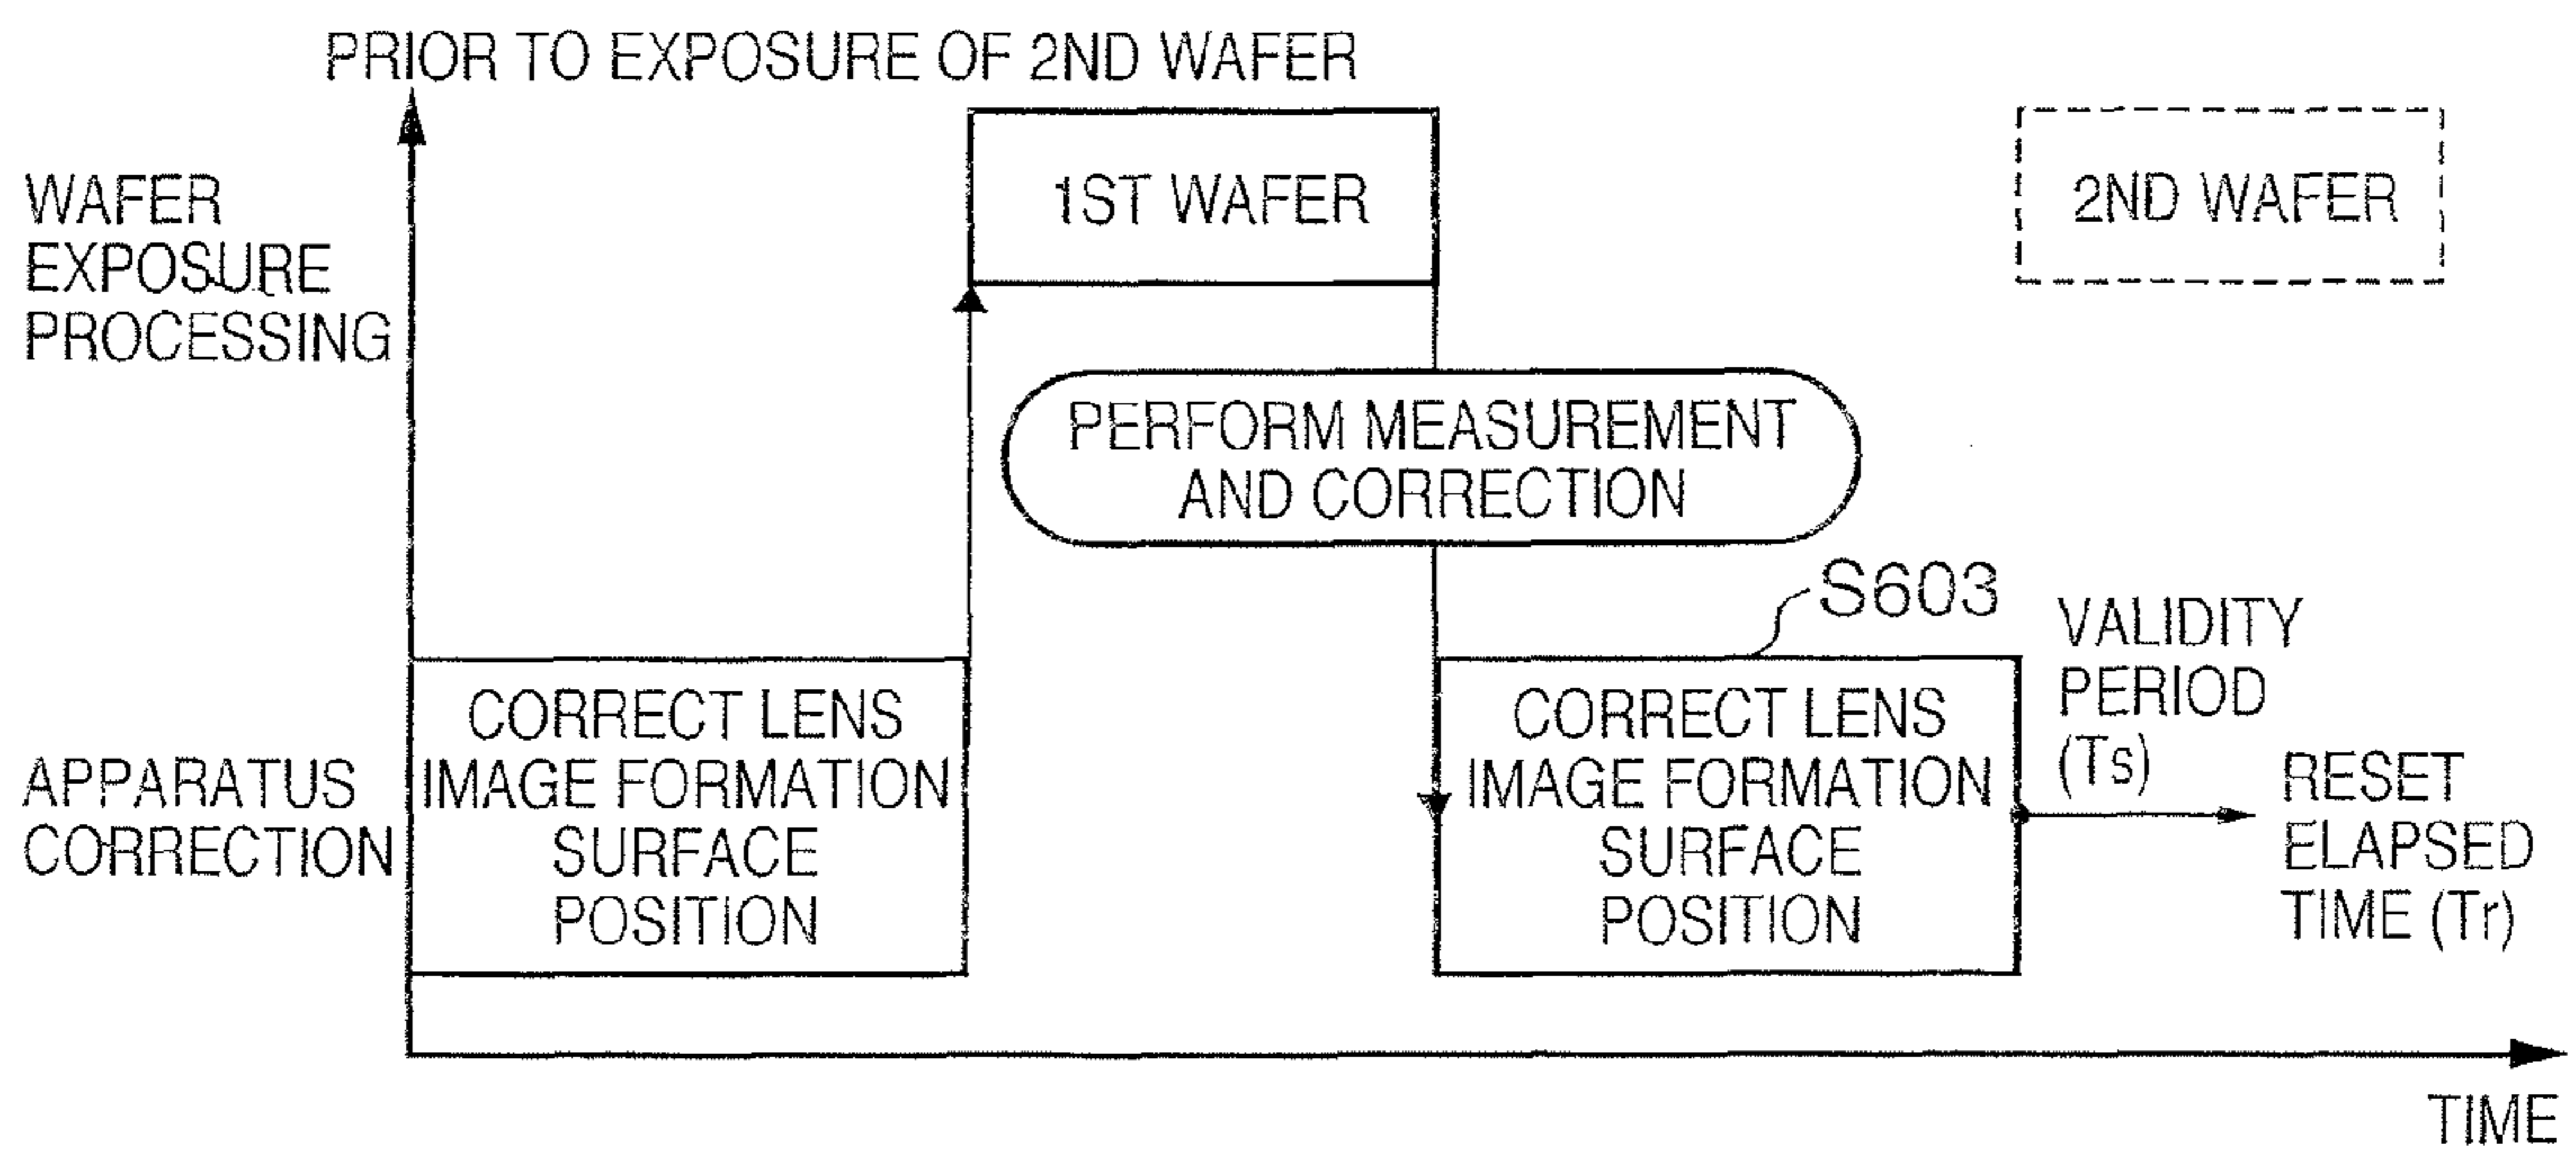 PRIOR TO EXPOSURE OF 2ND WAFER
WAFER
EXPOSURE
PROCESSING
1ST WAFER
2ND WAFER
PERFORM MEASUREMENT
AND CORRECTION
S603
VALIDITY
PERIOD
(Ts)
APPARATUS
CORRECTION
CORRECT LENS
IMAGE FORMATION
SURFACE
POSITION
CORRECT LENS
IMAGE FORMATION
SURFACE
POSITION
RESET
ELAPSED
TIME (Tr)
TIME